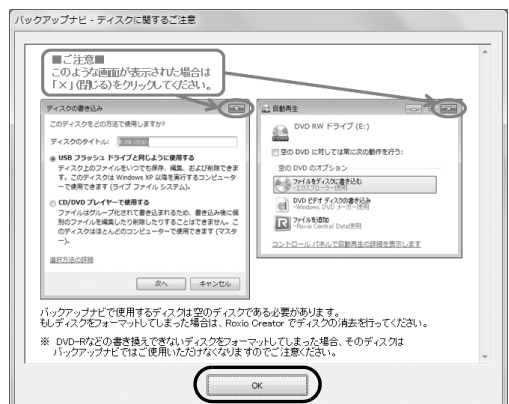 バックアップナビ - ディスクに関するご注意
■ご注意■
このような画面が表示された場合は
「×」(閉じる)をクリックしてください。
ディスクの書き込み
このディスクをどの方法で使用しますか?
ディスクのタイトル:
USB フラッシュ ドライブと同じように使用する
ディスク上のファイルをいつでも保存、編集、および削除できま
す。このディスクは Windows XP 以降を実行するコンピュータ
ーで使用できます (ライブ ファイル システム)。
CD/DVD プレイヤーで使用する
ファイルはグループ化されて書き込まれるため、書き込み後に個
別のファイルを編集したり削除したりすることはできません。こ
のディスクはほとんどのコンピューターで使用できます (マスタ
ー)。
選択方法の詳細
次へ
キャンセル
自動再生
DVD RW ドライブ (E:)
空の DVD に対しては常に次の動作を行う:
空の DVD のオプション
ファイルをディスクに書き込む
-エクスプローラー使用
DVD ビデオ ディスクの書き込み
-Windows DVD メーカー使用
ファイルを追加
-Roxio Central Data使用
コントロール パネルで自動再生の詳細を表示します
バックアップナビで使用するディスクは空のディスクである必要があります。
もしディスクをフォーマットしてしまった場合は、Roxio Creator でディスクの消去を行ってください。
※ DVD-Rなどの書き換えできないディスクをフォーマットしてしまった場合、そのディスクは
バックアップナビではご使用いただけなくなりますのでご注意ください。
OK